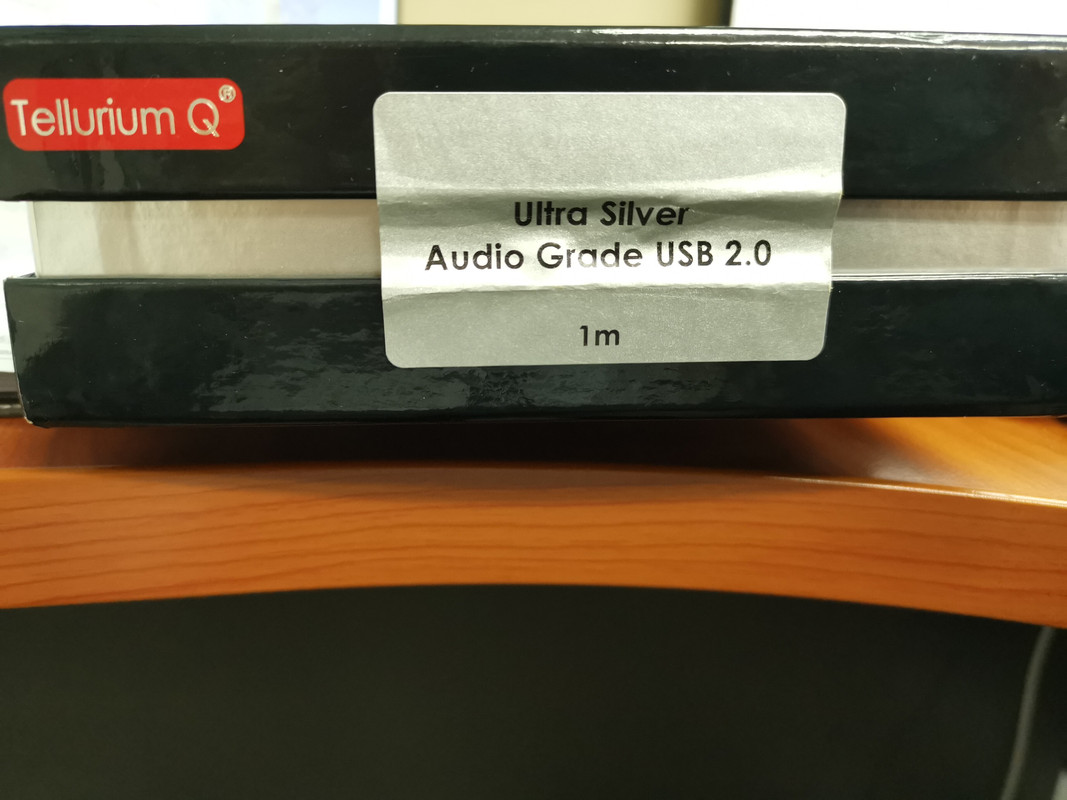 Tellurium Q®
Ultra Silver
Audio Grade USB 2.0
1m